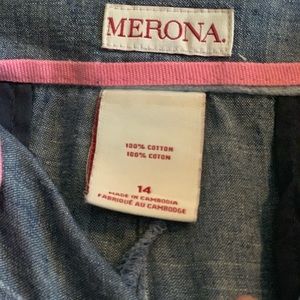 MERONA.
100% COTTON
100% COTON
14
MADE IN CAMBODIA
FABRIQUÉ AU CAMBODGE